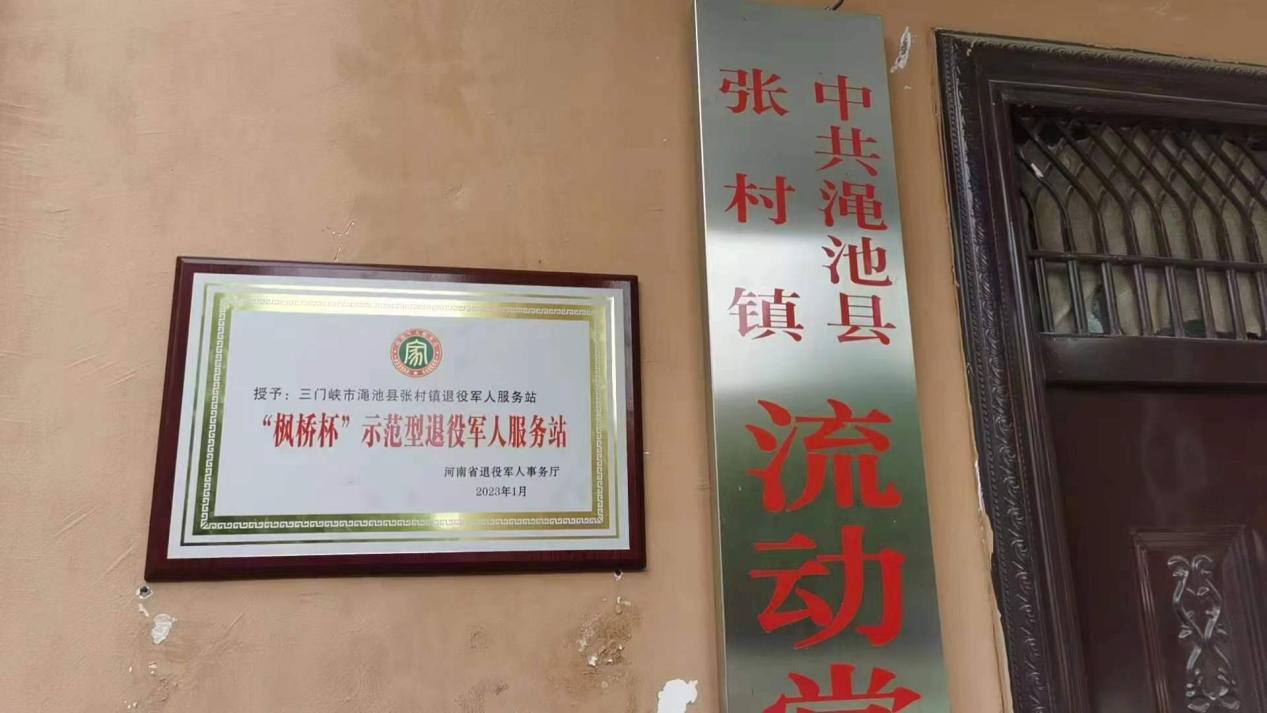 授予：三门峡市渑池县张村镇退役军人服务站
“枫桥杯”示范型退役军人服务站
河南省退役军人事务厅
2023年1月
中共渑池县
张村镇
流动党